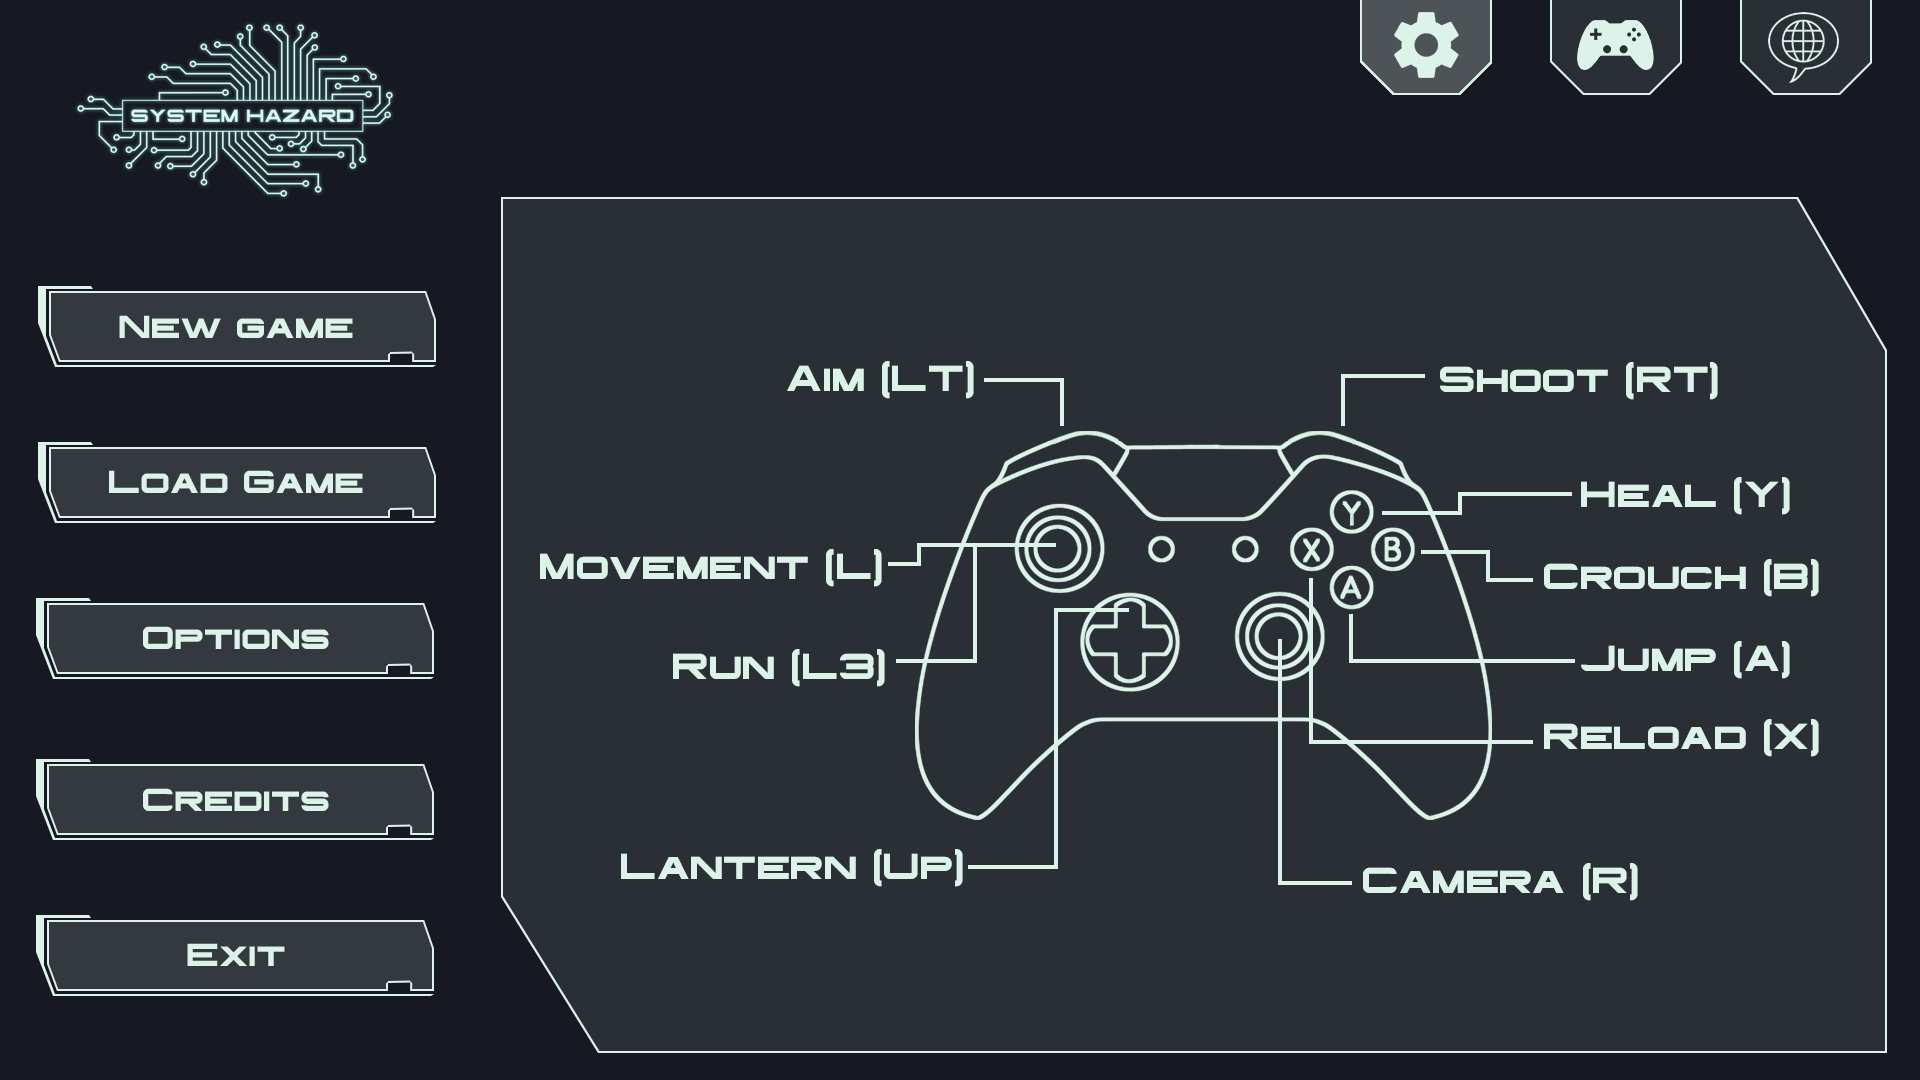 SYSTEM HAZARD
New game
Load Game
Options
Credits
Exit
Aim (LT)
Shoot (RT)
Heal (Y)
Movement (L)
Crouch (B)
Run (L3)
Jump (A)
Reload (X)
Lantern (Up)
Camera (R)
Y
X
B
A